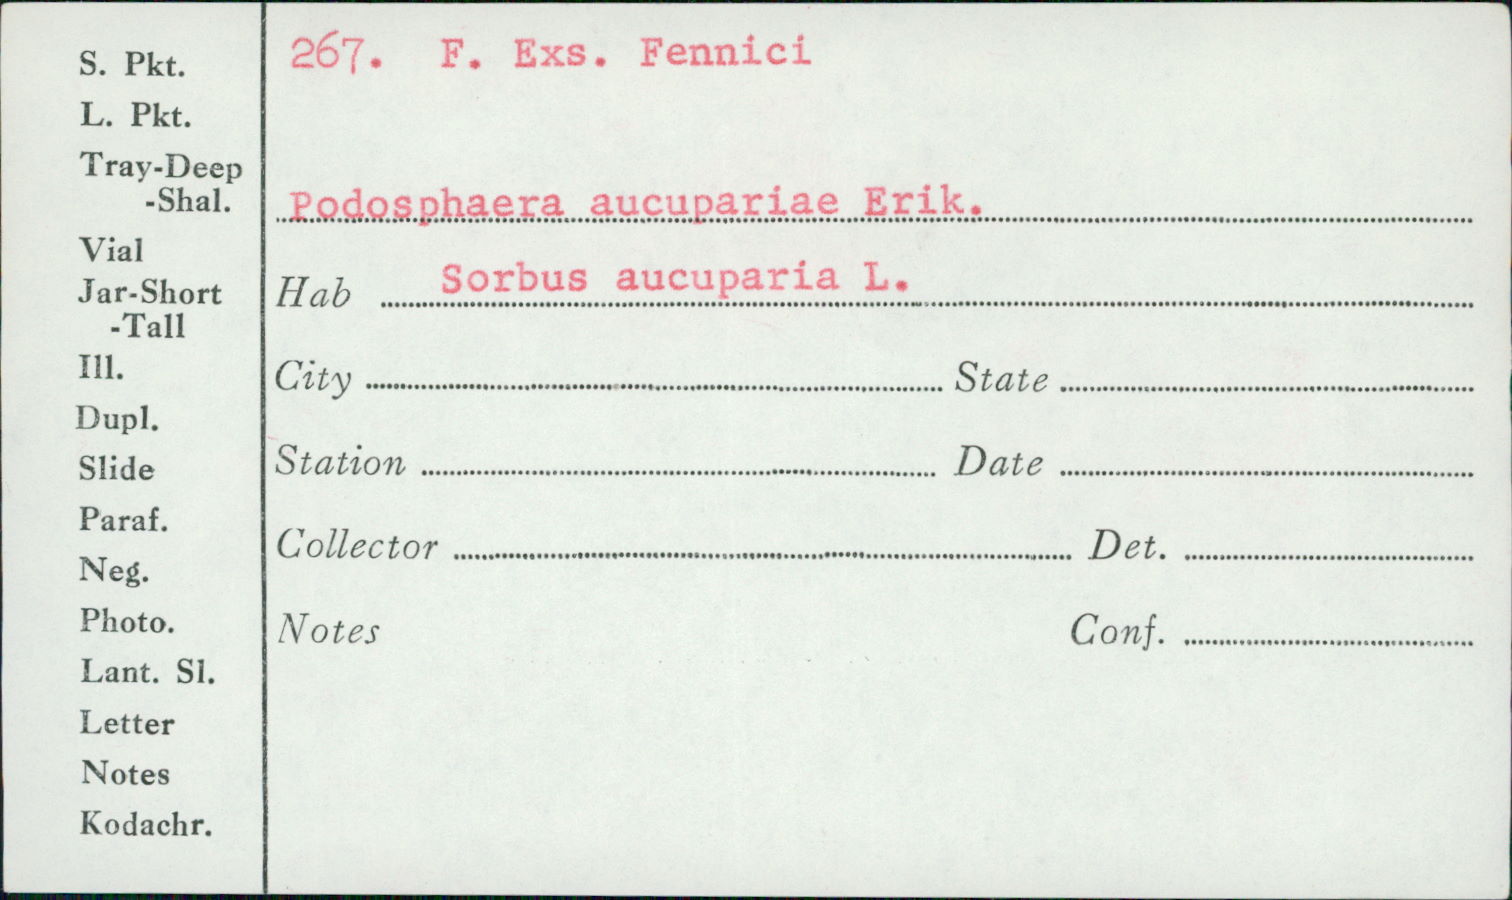 S. Pkt.
L. Pkt.
Tray-Deep
-Shal.
Vial
Jar-Short
-Tall
Ill.
Dupl.
Slide
Paraf.
Neg.
Photo.
Lant. Sl.
Letter
Notes
Kodachr.
267. F. Exs. Fennici
Podosphaera aucupariae Erik.
Hab Sorbus aucuparia L.
City State
Station Date
Collector Det.
Notes Conf.